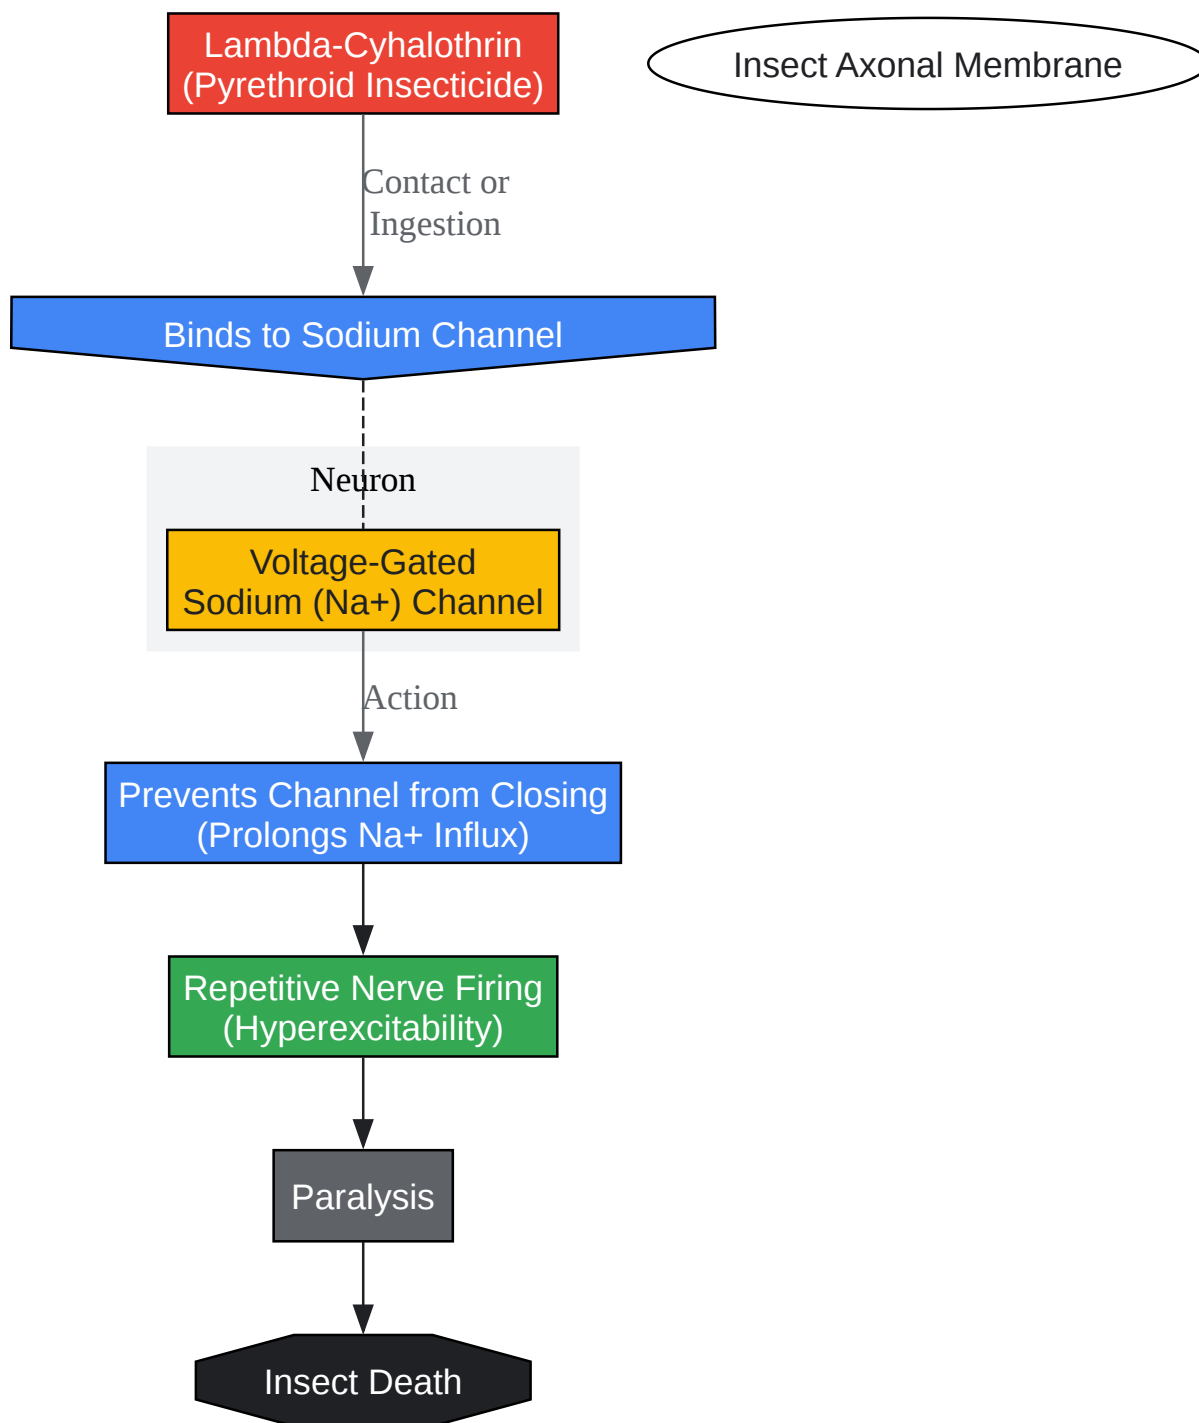 Lambda-Cyhalothrin
(Pyrethroid Insecticide)
Insect Axonal Membrane
Contact or
Ingestion
Binds to Sodium Channel
Neuron
Voltage-Gated
Sodium (Na+) Channel
Action
Prevents Channel from Closing
(Prolongs Na+ Influx)
Repetitive Nerve Firing
(Hyperexcitability)
Paralysis
Insect Death